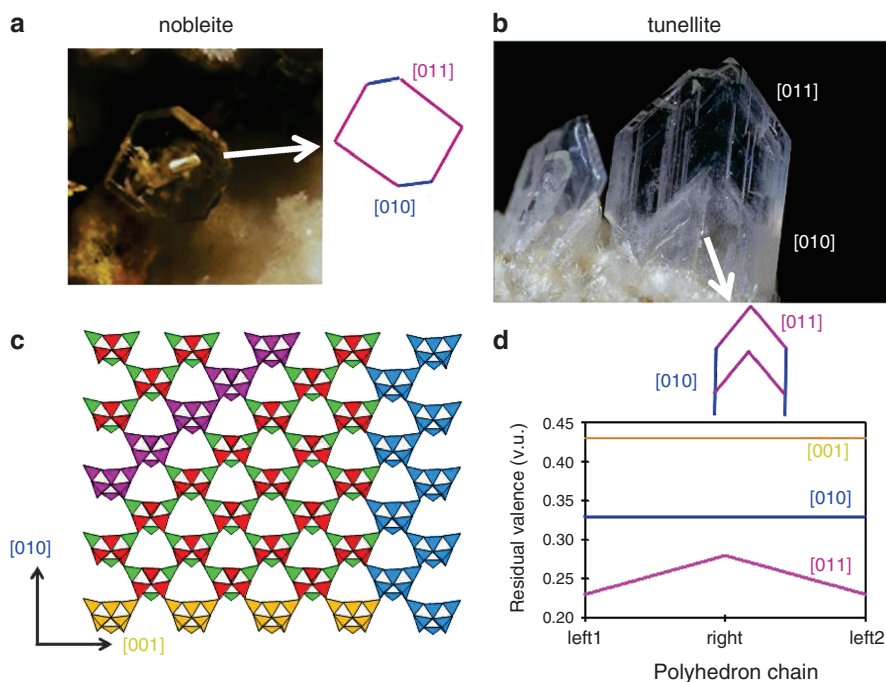 a nobleite
[011]
[010]
b tunellite
[011]
[010]
c
[010]
[001]
d
[011]
[010]
Residual valence (v.u.)
0.45
0.40
0.35
0.30
0.25
0.20
[001]
[010]
[011]
left1 right left2
Polyhedron chain